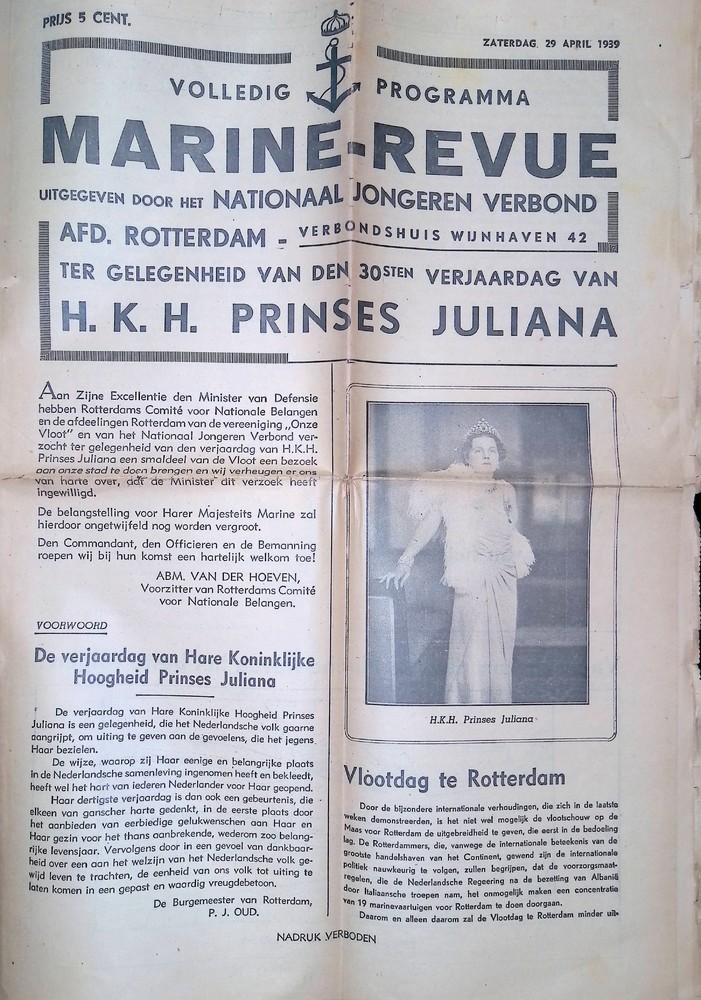 PRIJS 5 CENT.
ZATERDAG 29 APRIL 1939
VOLLEDIG PROGRAMMA
MARINE-REVUE
UITGEGEVEN DOOR HET NATIONAAL JONGEREN VERBOND
AFD. ROTTERDAM - VERBONDSHUIS WIJNHAVEN 42
TER GELEGENHEID VAN DEN 30STEN VERJAARDAG VAN
H. K. H. PRINSES JULIANA
Aan Zijne Excellentie den Minister van Defensie
hebben Rotterdams Comité voor Nationale Belangen
en de afdeelingen Rotterdam van de vereeniging „Onze
Vloot" en van het Nationaal Jongeren Verbond ver-
zocht ter gelegenheid van den verjaardag van H.K.H.
Prinses Juliana een smaldeel van de Vloot een bezoek
aan onze stad te doen brengen en wij verheugen er ons
van harte over, dat de Minister dit verzoek heeft
ingewilligd.
De belangstelling voor Harer Majesteits Marine zal
hierdoor ongetwijfeld nog worden vergroot.
Den Commandant, den Officieren en de Bemanning
roepen wij bij hun komst een hartelijk welkom toe!
ABM. VAN DER HOEVEN,
Voorzitter van Rotterdams Comité
voor Nationale Belangen.
VOORWOORD
De verjaardag van Hare Koninklijke
Hoogheid Prinses Juliana
De verjaardag van Hare Koninklijke Hoogheid Prinses
Juliana is een gelegenheid, die het Nederlandsche volk gaarne
aangrijpt, om uiting te geven aan de gevoelens, die het jegens
Haar bezielen.
De wijze, waarop zij Haar eenige en belangrijke plaats
in de Nederlandsche samenleving ingenomen heeft en bekleedt,
heeft wel het hart van iederen Nederlander voor Haar geopend.
Haar dertigste verjaardag is dan ook een gebeurtenis, die
elkeen van ganscher harte gedenkt, in de eerste plaats door
het aanbieden van eerbiedige gelukwenschen aan Haar en
Haar gezin voor het thans aanbrekende, wederom zoo belang-
rijke levensjaar. Vervolgens door in een gevoel van dankbaar-
heid over een aan het welzijn van het Nederlandsche volk ge-
wijd leven te trachten, de eenheid van ons volk tot uiting te
laten komen in een gepast en waardig vreugdebetoon.
De Burgemeester van Rotterdam,
P. J. OUD.
H.K.H. Prinses Juliana
Vlootdag te Rotterdam
Door de bijzondere internationale verhoudingen, die zich in de laatste
weken demonstreerden, is het niet wel mogelijk de vlootschouw op de
Maas voor Rotterdam de uitgebreidheid te geven, die eerst in de bedoeling
lag. De Rotterdammers, die, vanwege de internationale beteekenis van de
grootste handelshaven van het Continent, gewend zijn de internationale
politiek nauwkeurig te volgen, zullen begrijpen, dat de voorzorgsmaat-
regelen, die de Nederlandsche Regeering na de bezetting van Albanië
door Italiaansche troepen nam, het onmogelijk maken een concentratie
van 19 marinevaartuigen voor Rotterdam te doen doorgaan.
Daarom en alleen daarom zal de Vlootdag te Rotterdam minder uit-
NADRUK VERBODEN